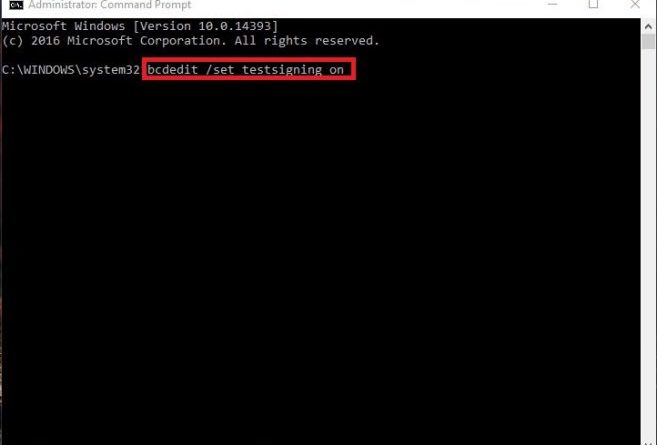 Administrator: Command Prompt
Microsoft Windows [Version 10.0.14393]
(c) 2016 Microsoft Corporation. All rights reserved.
C:\WINDOWS\system32 bcdedit /set testsigning on